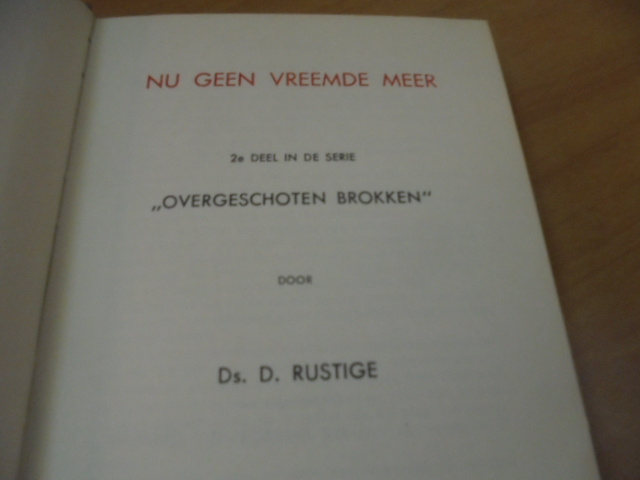 NU GEEN VREEMDE MEER
2e DEEL IN DE SERIE
„OVERGESCHOTEN BROKKEN”
DOOR
Ds. D. RUSTIGE